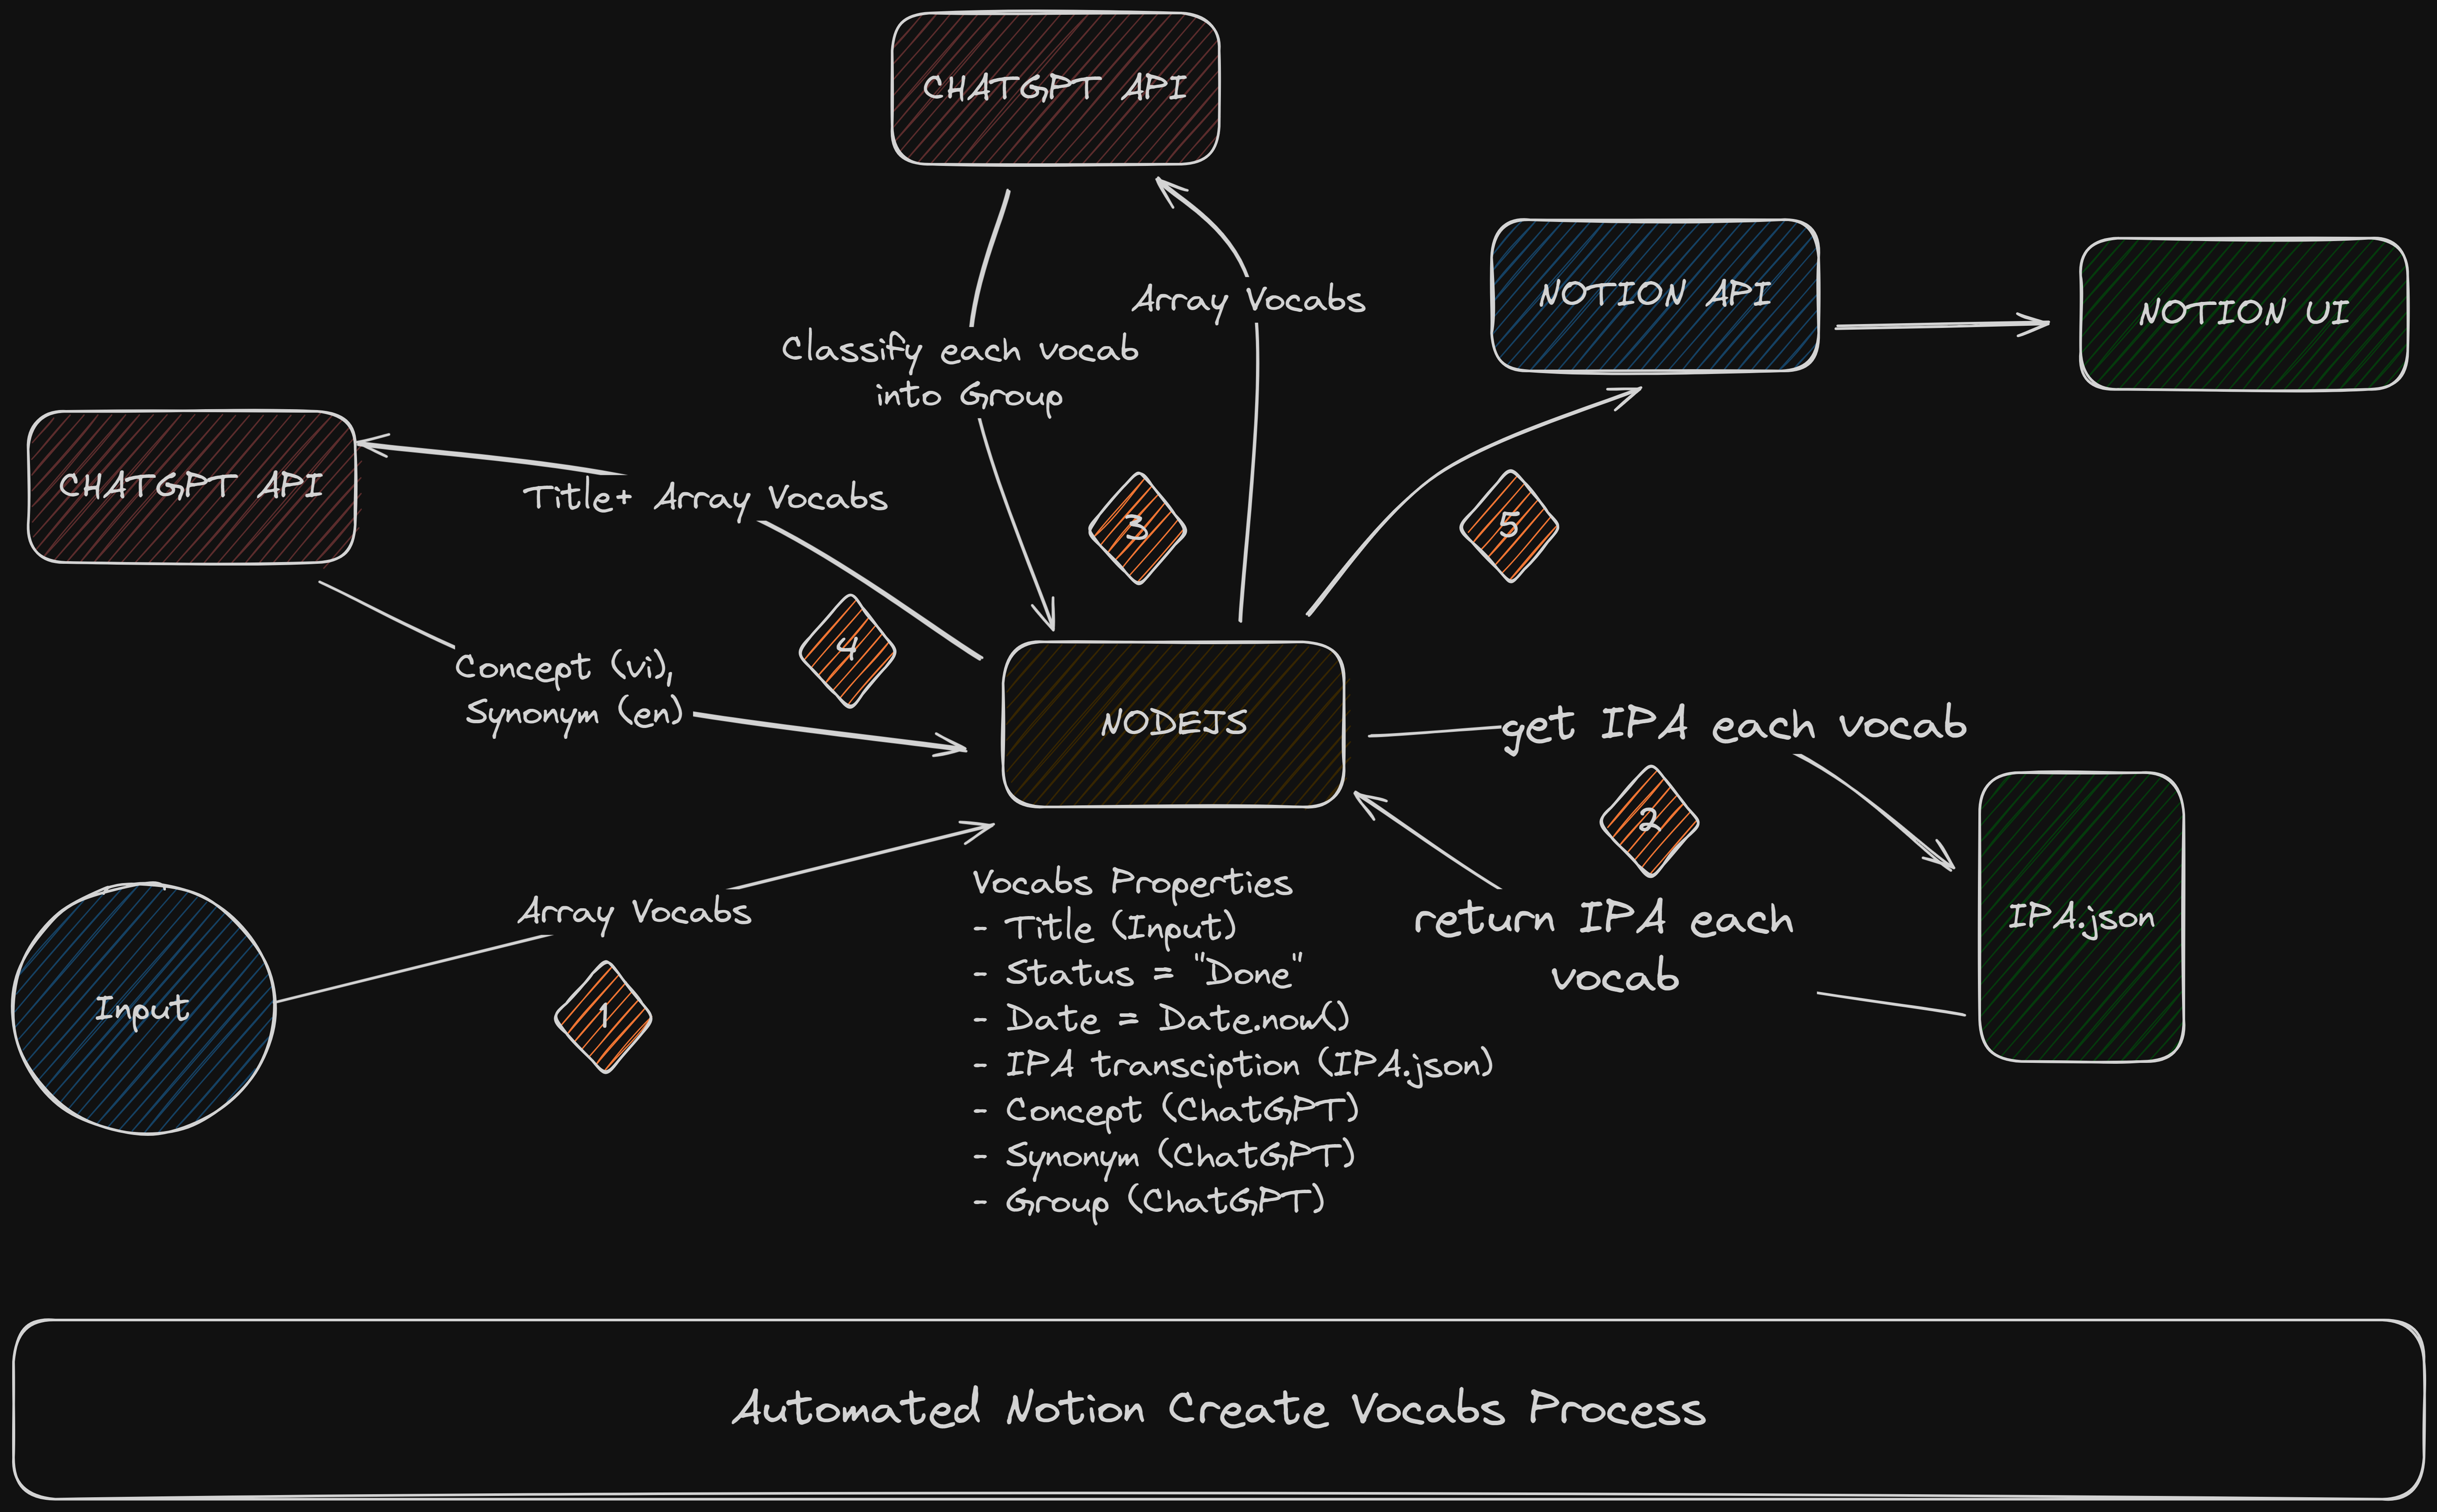 CHATGPT API
Array Vocabs
Classify each vocab
into Group
NOTION API
NOTION UI
CHATGPT API
Title+ Array Vocabs
3
5
4
Concept (vi),
Synonym (en)
NODEJS
get IPA each vocab
2
IPA.json
return IPA each
vocab
Array Vocabs
1
Input
Vocabs Properties
- Title (Input)
- Status = "Done"
- Date = Date.now()
- IPA transciption (IPA.json)
- Concept (ChatGPT)
- Synonym (ChatGPT)
- Group (ChatGPT)
Automated Notion Create Vocabs Process